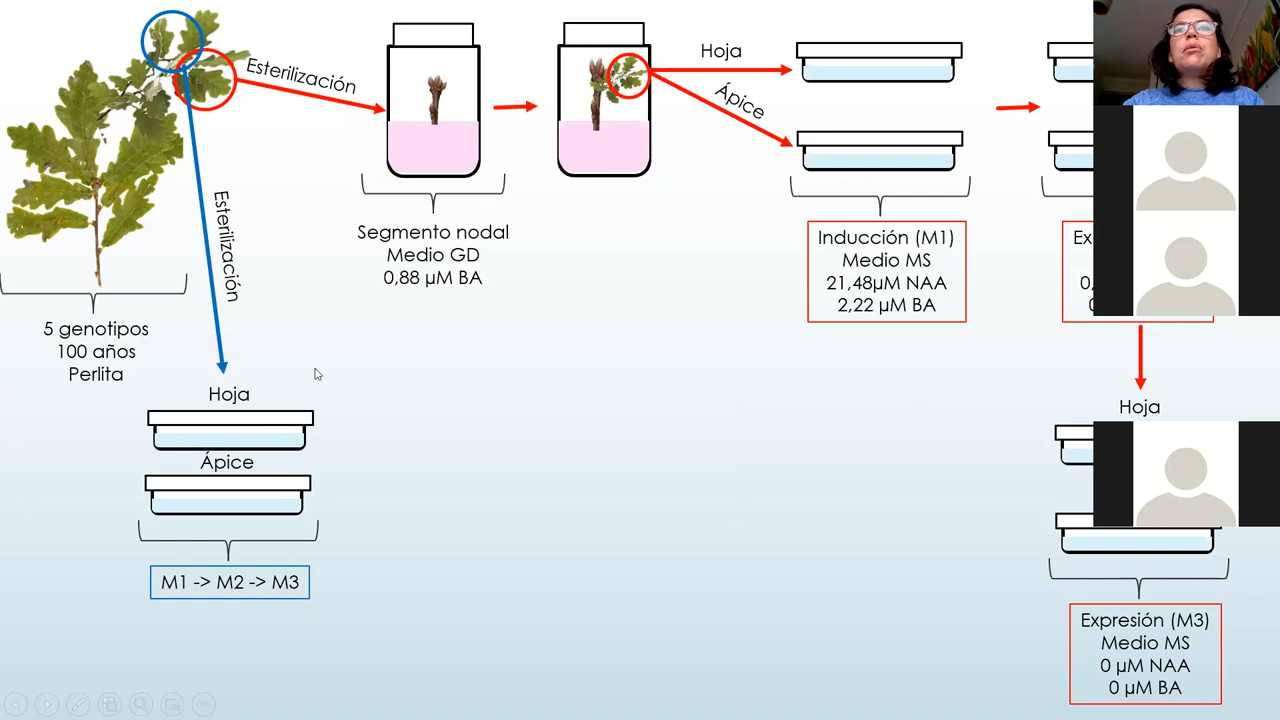 Esterilización
Hoja
Ápice
Esterilización
Segmento nodal
Medio GD
0,88 µM BA
Inducción (M1)
Medio MS
21,48µM NAA
2,22 µM BA
5 genotipos
100 años
Perlita
Hoja
Ápice
M1 -> M2 -> M3
Hoja
Expresión (M3)
Medio MS
0 µM NAA
0 µM BA